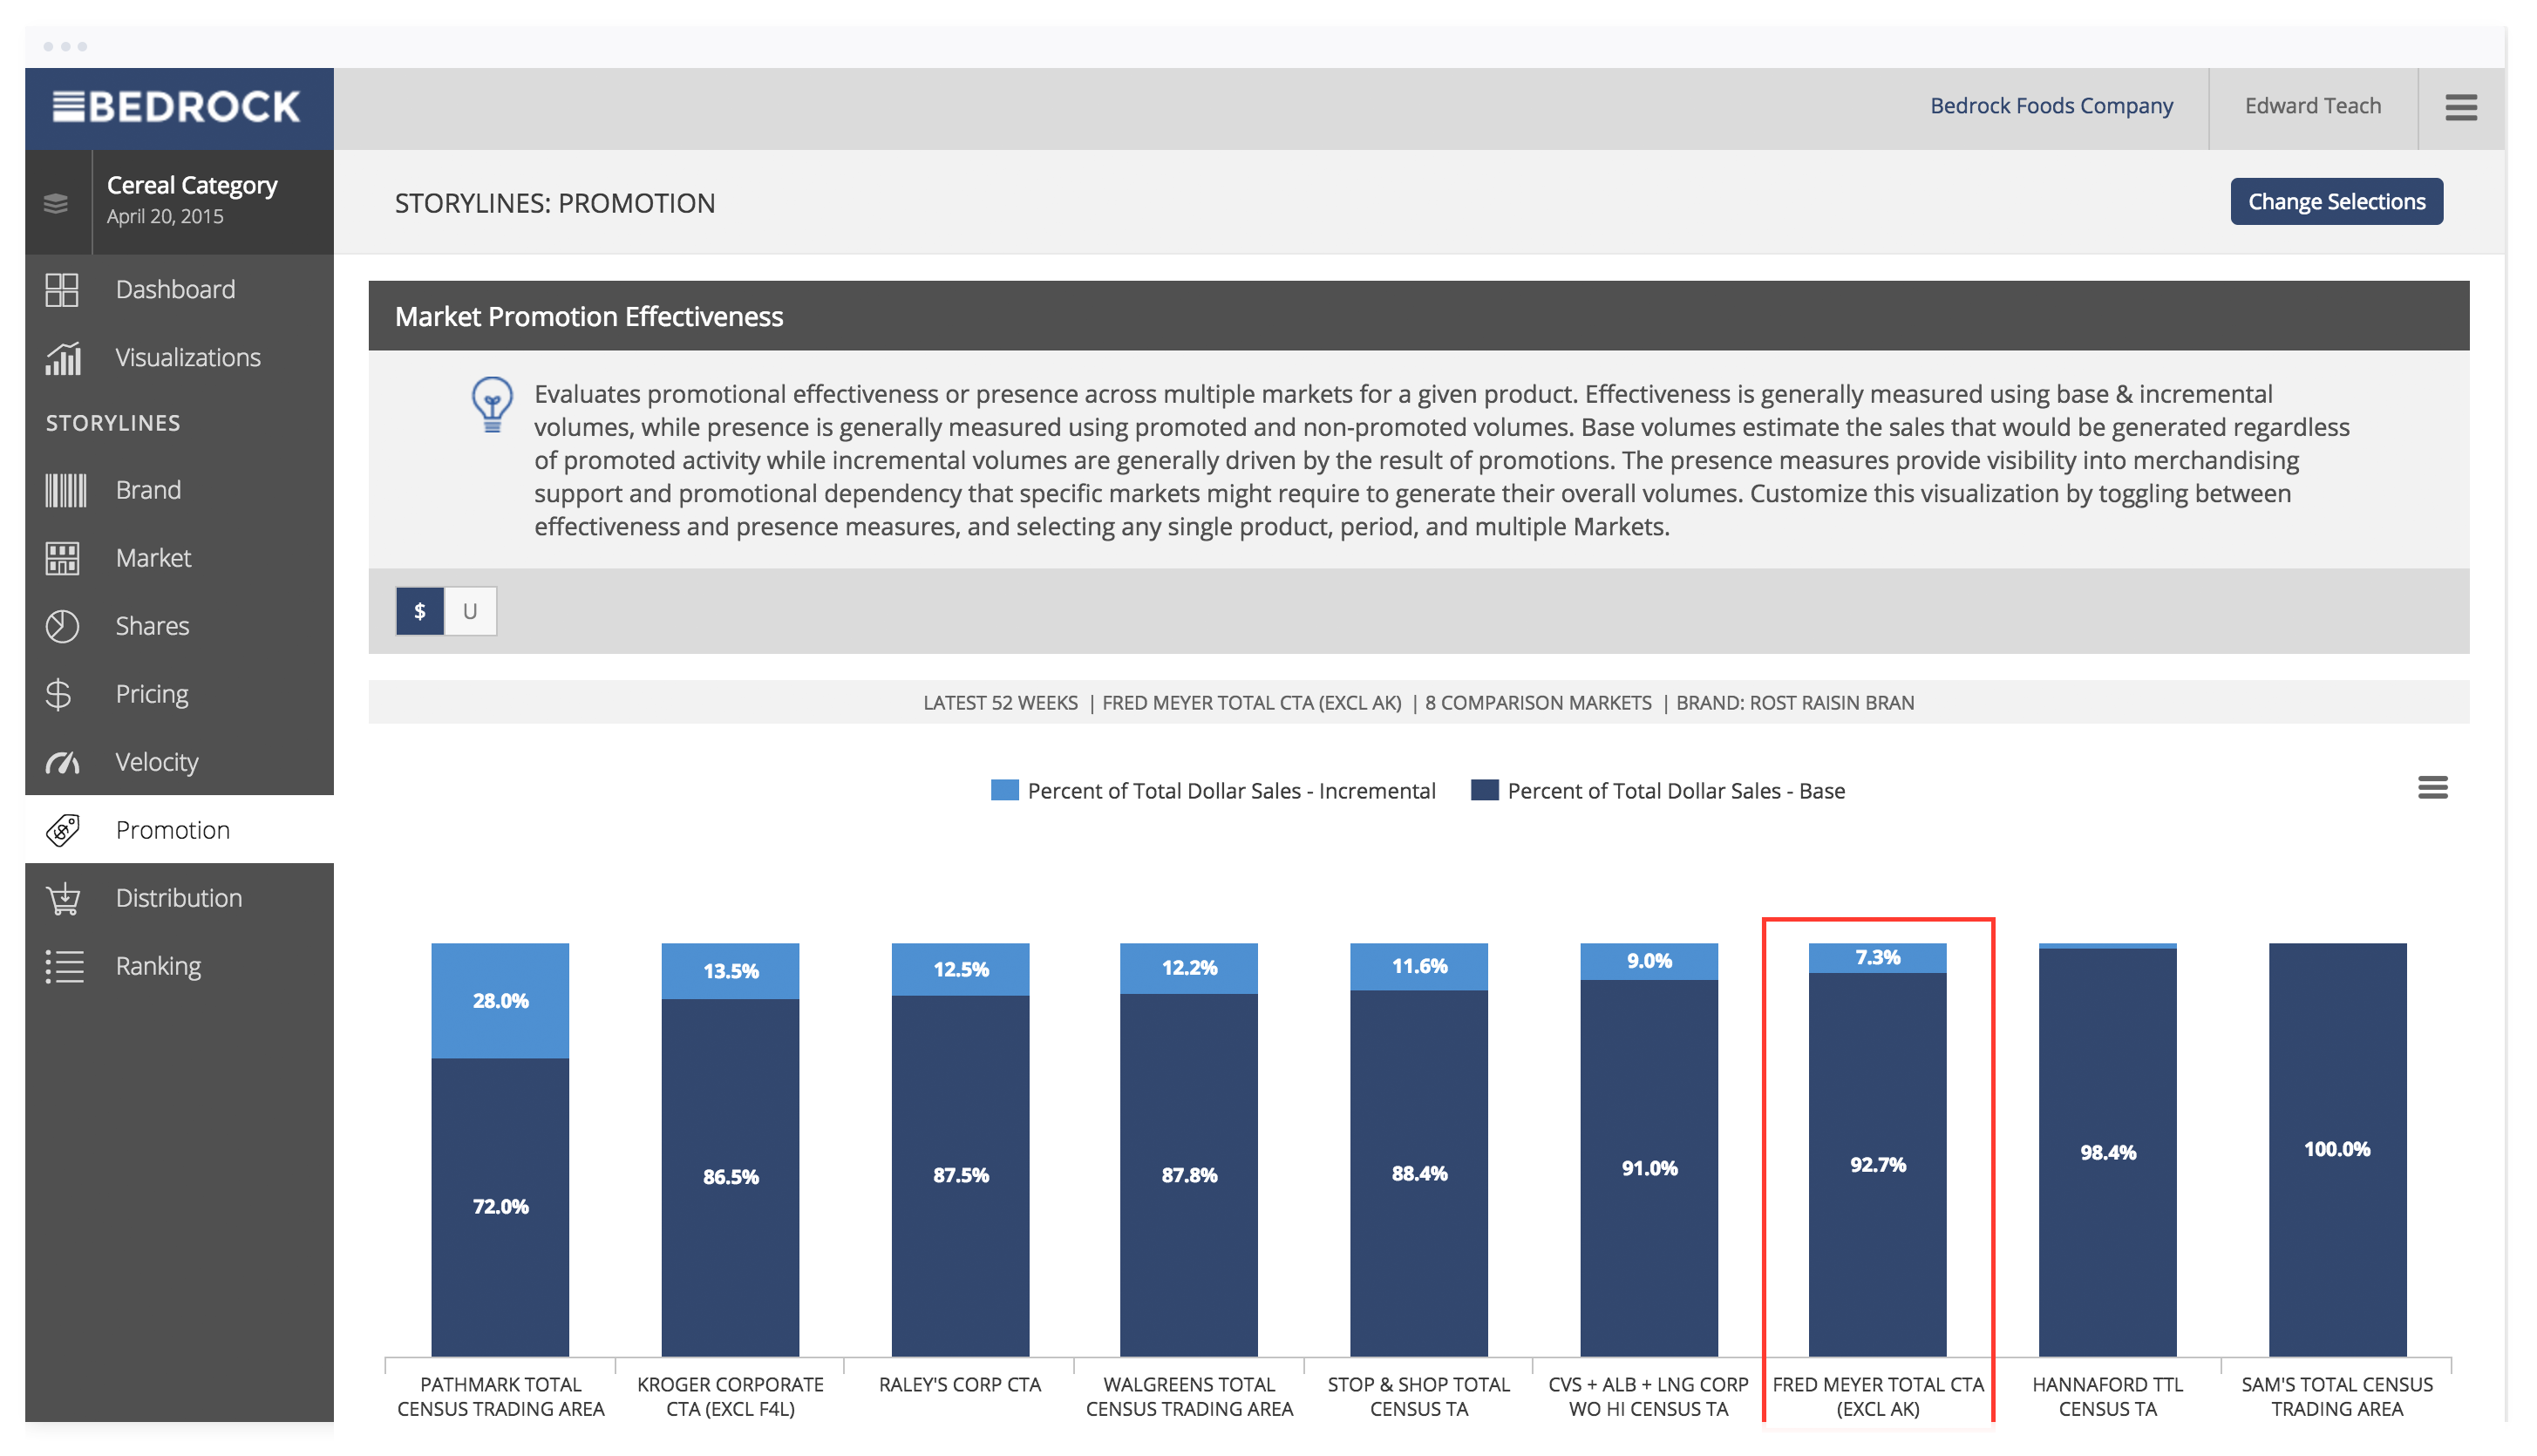 BEDROCK
Bedrock Foods Company
Edward Teach
Cereal Category
April 20, 2015
STORYLINES: PROMOTION
Change Selections
Dashboard
Visualizations
STORYLINES
Brand
Market
Shares
Pricing
Velocity
Promotion
Distribution
Ranking
Market Promotion Effectiveness
Evaluates promotional effectiveness or presence across multiple markets for a given product. Effectiveness is generally measured using base & incremental
volumes, while presence is generally measured using promoted and non-promoted volumes. Base volumes estimate the sales that would be generated regardless
of promoted activity while incremental volumes are generally driven by the result of promotions. The presence measures provide visibility into merchandising
support and promotional dependency that specific markets might require to generate their overall volumes. Customize this visualization by toggling between
effectiveness and presence measures, and selecting any single product, period, and multiple Markets.
$ U
LATEST 52 WEEKS | FRED MEYER TOTAL CTA (EXCL AK) | 8 COMPARISON MARKETS | BRAND: ROST RAISIN BRAN
Percent of Total Dollar Sales - Incremental
Percent of Total Dollar Sales - Base
28.0%
72.0%
13.5%
86.5%
12.5%
87.5%
12.2%
87.8%
11.6%
88.4%
9.0%
91.0%
7.3%
92.7%
98.4%
100.0%
PATHMARK TOTAL
CENSUS TRADING AREA
KROGER CORPORATE
CTA (EXCL F4L)
RALEY'S CORP CTA
WALGREENS TOTAL
CENSUS TRADING AREA
STOP & SHOP TOTAL
CENSUS TA
CVS + ALB + LNG CORP
WO HI CENSUS TA
FRED MEYER TOTAL CTA
(EXCL AK)
HANNAFORD TTL
CENSUS TA
SAM'S TOTAL CENSUS
TRADING AREA